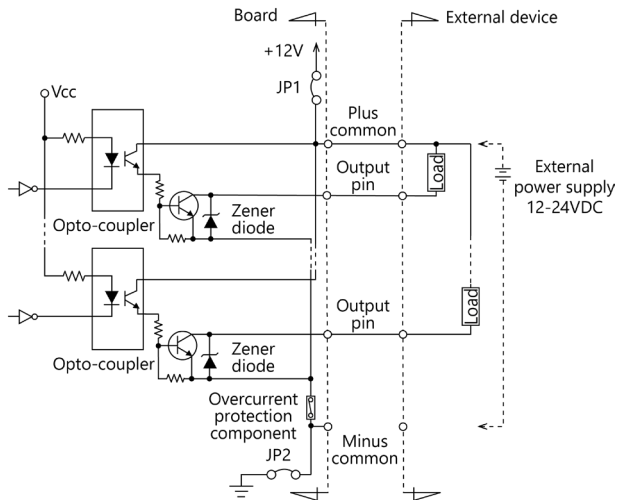 Board
External device
+12V
JP1
Vcc
Plus
common
Load
Output
pin
External
power supply
12-24VDC
Opto-coupler
Zener
diode
Load
Output
pin
Opto-coupler
Zener
diode
Overcurrent
protection
component
Minus
common
JP2